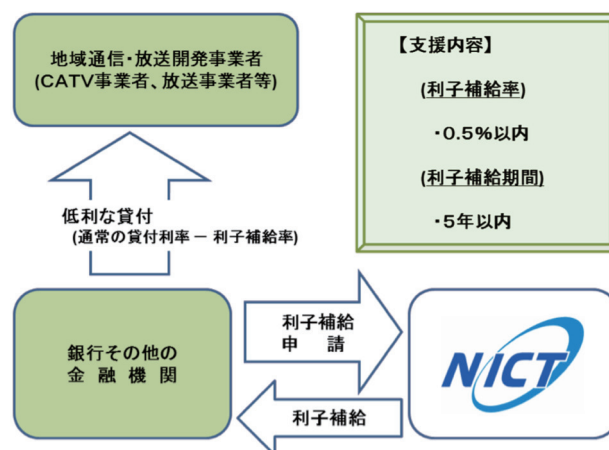 地域通信・放送開発事業者
(CATV事業者、放送事業者等)
【支援内容】
(利子補給率)
・0.5%以内
(利子補給期間)
・5年以内
低利な貸付
(通常の貸付利率 － 利子補給率)
銀行その他の
金 融 機 関
利子補給
申　請
利子補給
NICT